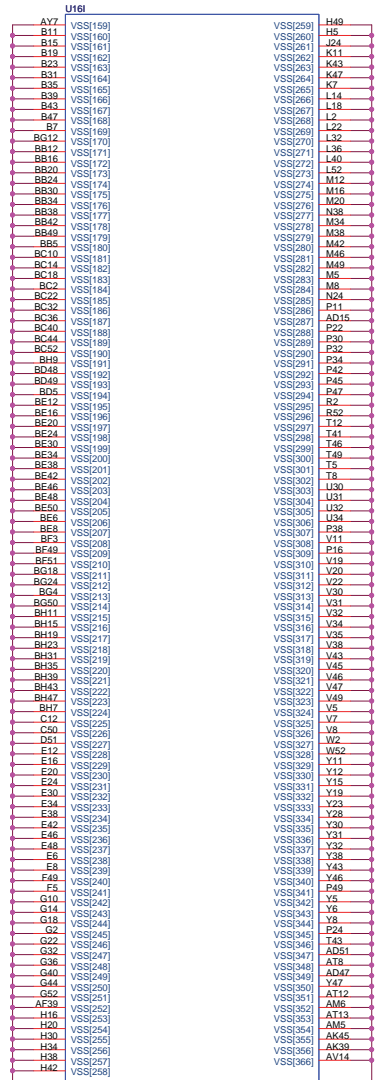 U16I
AY7 VSS[159] VSS[259] H49
B11 VSS[160] VSS[260] H5
B15 VSS[161] VSS[261] J24
B19 VSS[162] VSS[262] K11
B23 VSS[163] VSS[263] K43
B31 VSS[164] VSS[264] K47
B35 VSS[165] VSS[265] K7
B39 VSS[166] VSS[266] L14
B43 VSS[167] VSS[267] L18
B47 VSS[168] VSS[268] L2
B7 VSS[169] VSS[269] L22
BG12 VSS[170] VSS[270] L32
BB12 VSS[171] VSS[271] L36
BB16 VSS[172] VSS[272] L40
BB20 VSS[173] VSS[273] L52
BB24 VSS[174] VSS[274] M12
BB30 VSS[175] VSS[275] M16
BB34 VSS[176] VSS[276] M20
BB38 VSS[177] VSS[277] N38
BB42 VSS[178] VSS[278] M34
BB49 VSS[179] VSS[279] M38
BB5 VSS[180] VSS[280] M42
BC10 VSS[181] VSS[281] M46
BC14 VSS[182] VSS[282] M49
BC18 VSS[183] VSS[283] M5
BC2 VSS[184] VSS[284] M8
BC22 VSS[185] VSS[285] N24
BC32 VSS[186] VSS[286] P11
BC36 VSS[187] VSS[287] AD15
BC40 VSS[188] VSS[288] P22
BC44 VSS[189] VSS[289] P30
BC52 VSS[190] VSS[290] P32
BH9 VSS[191] VSS[291] P34
BD48 VSS[192] VSS[292] P42
BD49 VSS[193] VSS[293] P45
BD5 VSS[194] VSS[294] P47
BE12 VSS[195] VSS[295] R2
BE16 VSS[196] VSS[296] R52
BE20 VSS[197] VSS[297] T12
BE24 VSS[198] VSS[298] T41
BE30 VSS[199] VSS[299] T46
BE34 VSS[200] VSS[300] T49
BE38 VSS[201] VSS[301] T5
BE42 VSS[202] VSS[302] T8
BE46 VSS[203] VSS[303] U30
BE48 VSS[204] VSS[304] U31
BE50 VSS[205] VSS[305] U32
BE6 VSS[206] VSS[306] U34
BE8 VSS[207] VSS[307] P38
BF3 VSS[208] VSS[308] V11
BF49 VSS[209] VSS[309] P16
BF51 VSS[210] VSS[310] V19
BG18 VSS[211] VSS[311] V20
BG24 VSS[212] VSS[312] V22
BG4 VSS[213] VSS[313] V30
BG50 VSS[214] VSS[314] V31
BH11 VSS[215] VSS[315] V32
BH15 VSS[216] VSS[316] V34
BH19 VSS[217] VSS[317] V35
BH23 VSS[218] VSS[318] V38
BH31 VSS[219] VSS[319] V43
BH35 VSS[220] VSS[320] V45
BH39 VSS[221] VSS[321] V46
BH43 VSS[222] VSS[322] V47
BH47 VSS[223] VSS[323] V49
BH7 VSS[224] VSS[324] V5
C12 VSS[225] VSS[325] V7
C50 VSS[226] VSS[326] V8
D51 VSS[227] VSS[327] W2
E12 VSS[228] VSS[328] W52
E16 VSS[229] VSS[329] Y11
E20 VSS[230] VSS[330] Y12
E24 VSS[231] VSS[331] Y15
E30 VSS[232] VSS[332] Y19
E34 VSS[233] VSS[333] Y23
E38 VSS[234] VSS[334] Y28
E42 VSS[235] VSS[335] Y30
E46 VSS[236] VSS[336] Y31
E48 VSS[237] VSS[337] Y32
E6 VSS[238] VSS[338] Y38
E8 VSS[239] VSS[339] Y43
F49 VSS[240] VSS[340] Y46
F5 VSS[241] VSS[341] P49
G10 VSS[242] VSS[342] Y5
G14 VSS[243] VSS[343] Y6
G18 VSS[244] VSS[344] Y8
G2 VSS[245] VSS[345] P24
G22 VSS[246] VSS[346] T43
G32 VSS[247] VSS[347] AD51
G36 VSS[248] VSS[348] AT8
G40 VSS[249] VSS[349] AD47
G44 VSS[250] VSS[350] Y47
G52 VSS[251] VSS[351] AT12
AF39 VSS[252] VSS[352] AM6
H16 VSS[253] VSS[353] AT13
H20 VSS[254] VSS[354] AM5
H30 VSS[255] VSS[355] AK45
H34 VSS[256] VSS[356] AK39
H38 VSS[257] VSS[366] AV14
H42 VSS[258]